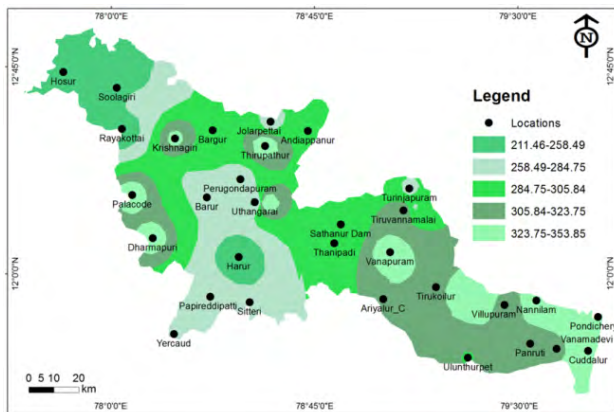 78°0'0"E 78°45'0"E 79°30'0"E
N
12°45'0"N 12°45'0"N
Hosur
Soolagiri
Legend
Locations
211.46-258.49
258.49-284.75
284.75-305.84
305.84-323.75
323.75-353.85
Rayakottai
Krishnagiri
Bargur
Jolarpettai
Andiappanur
Thirupathur
Perugondapuram
Palacode
Barur
Uthangarai
Turinjapuram
Tiruvannamalai
Sathanur Dam
Dharmapuri
Thanipadi
Vanapuram
12°0'0"N 12°0'0"N
Harur
Tirukoilur
Papireddipatti
Sitteri
Ariyalur_C
Villupuram
Nannilam
Pondichery
Yercaud
Vanamadevi
Panruti
Cuddalur
Ulunthurpet
0 5 10 20
km
78°0'0"E 78°45'0"E 79°30'0"E